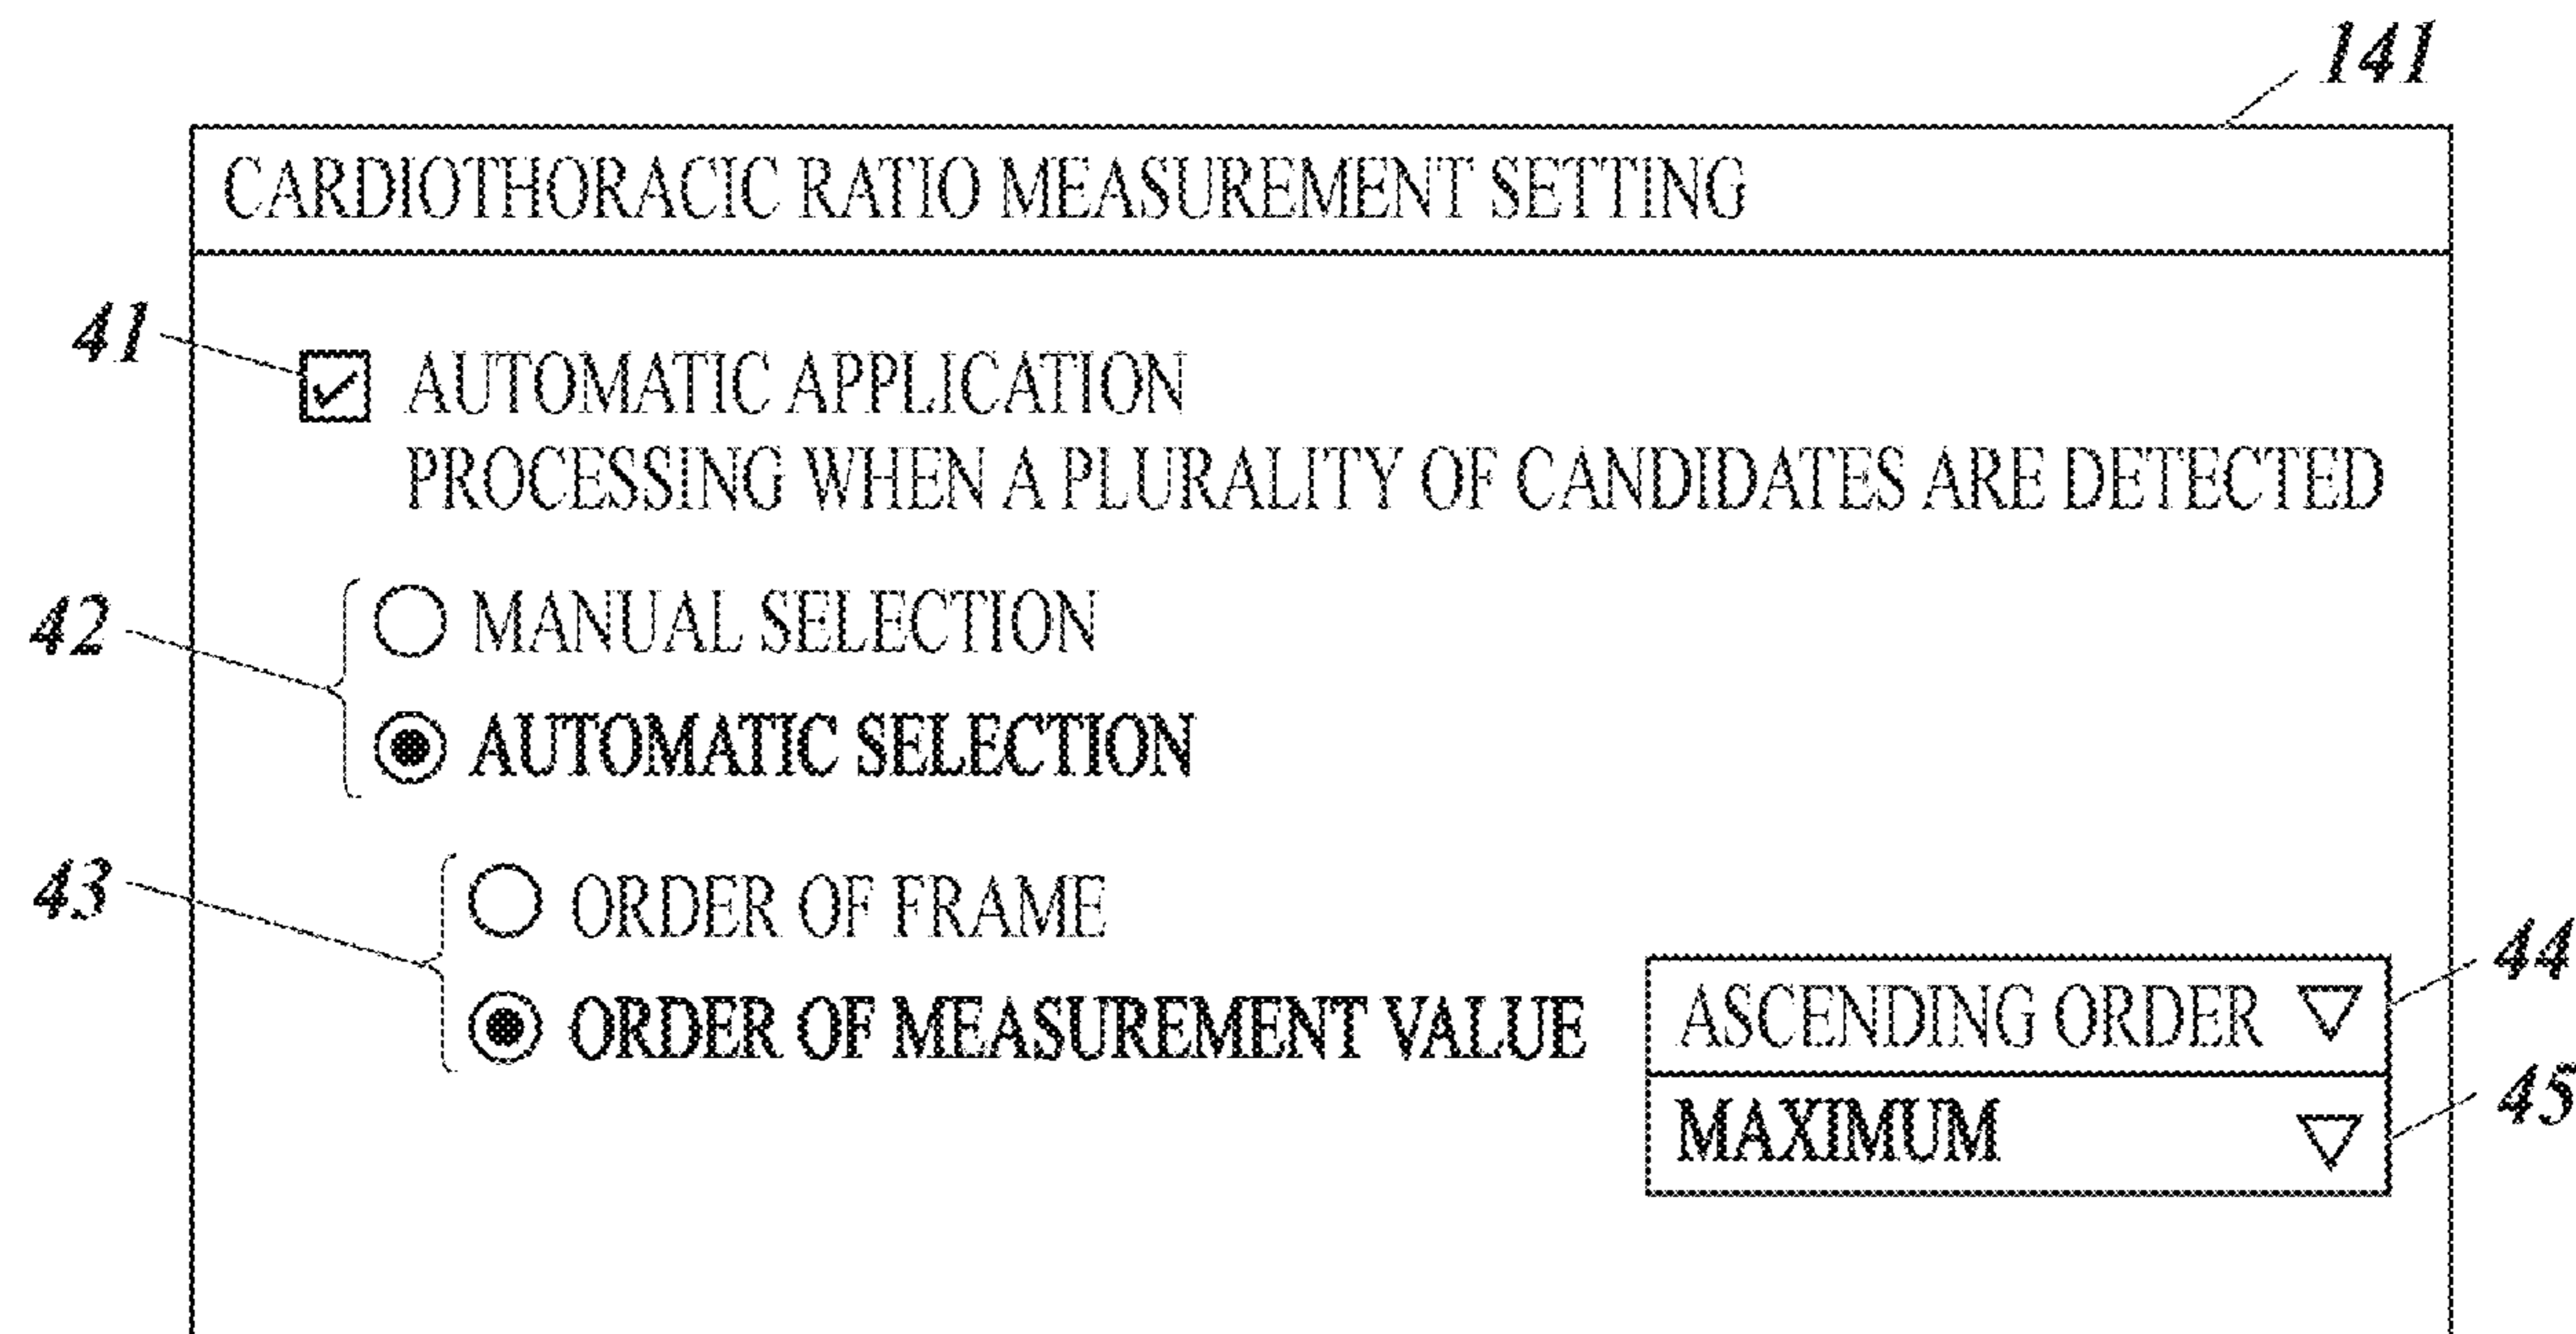 141
CARDIOTHORACIC RATIO MEASUREMENT SETTING
41
AUTOMATIC APPLICATION
PROCESSING WHEN A PLURALITY OF CANDIDATES ARE DETECTED
42
MANUAL SELECTION
AUTOMATIC SELECTION
43
ORDER OF FRAME
ORDER OF MEASUREMENT VALUE
ASCENDING ORDER
44
MAXIMUM
45